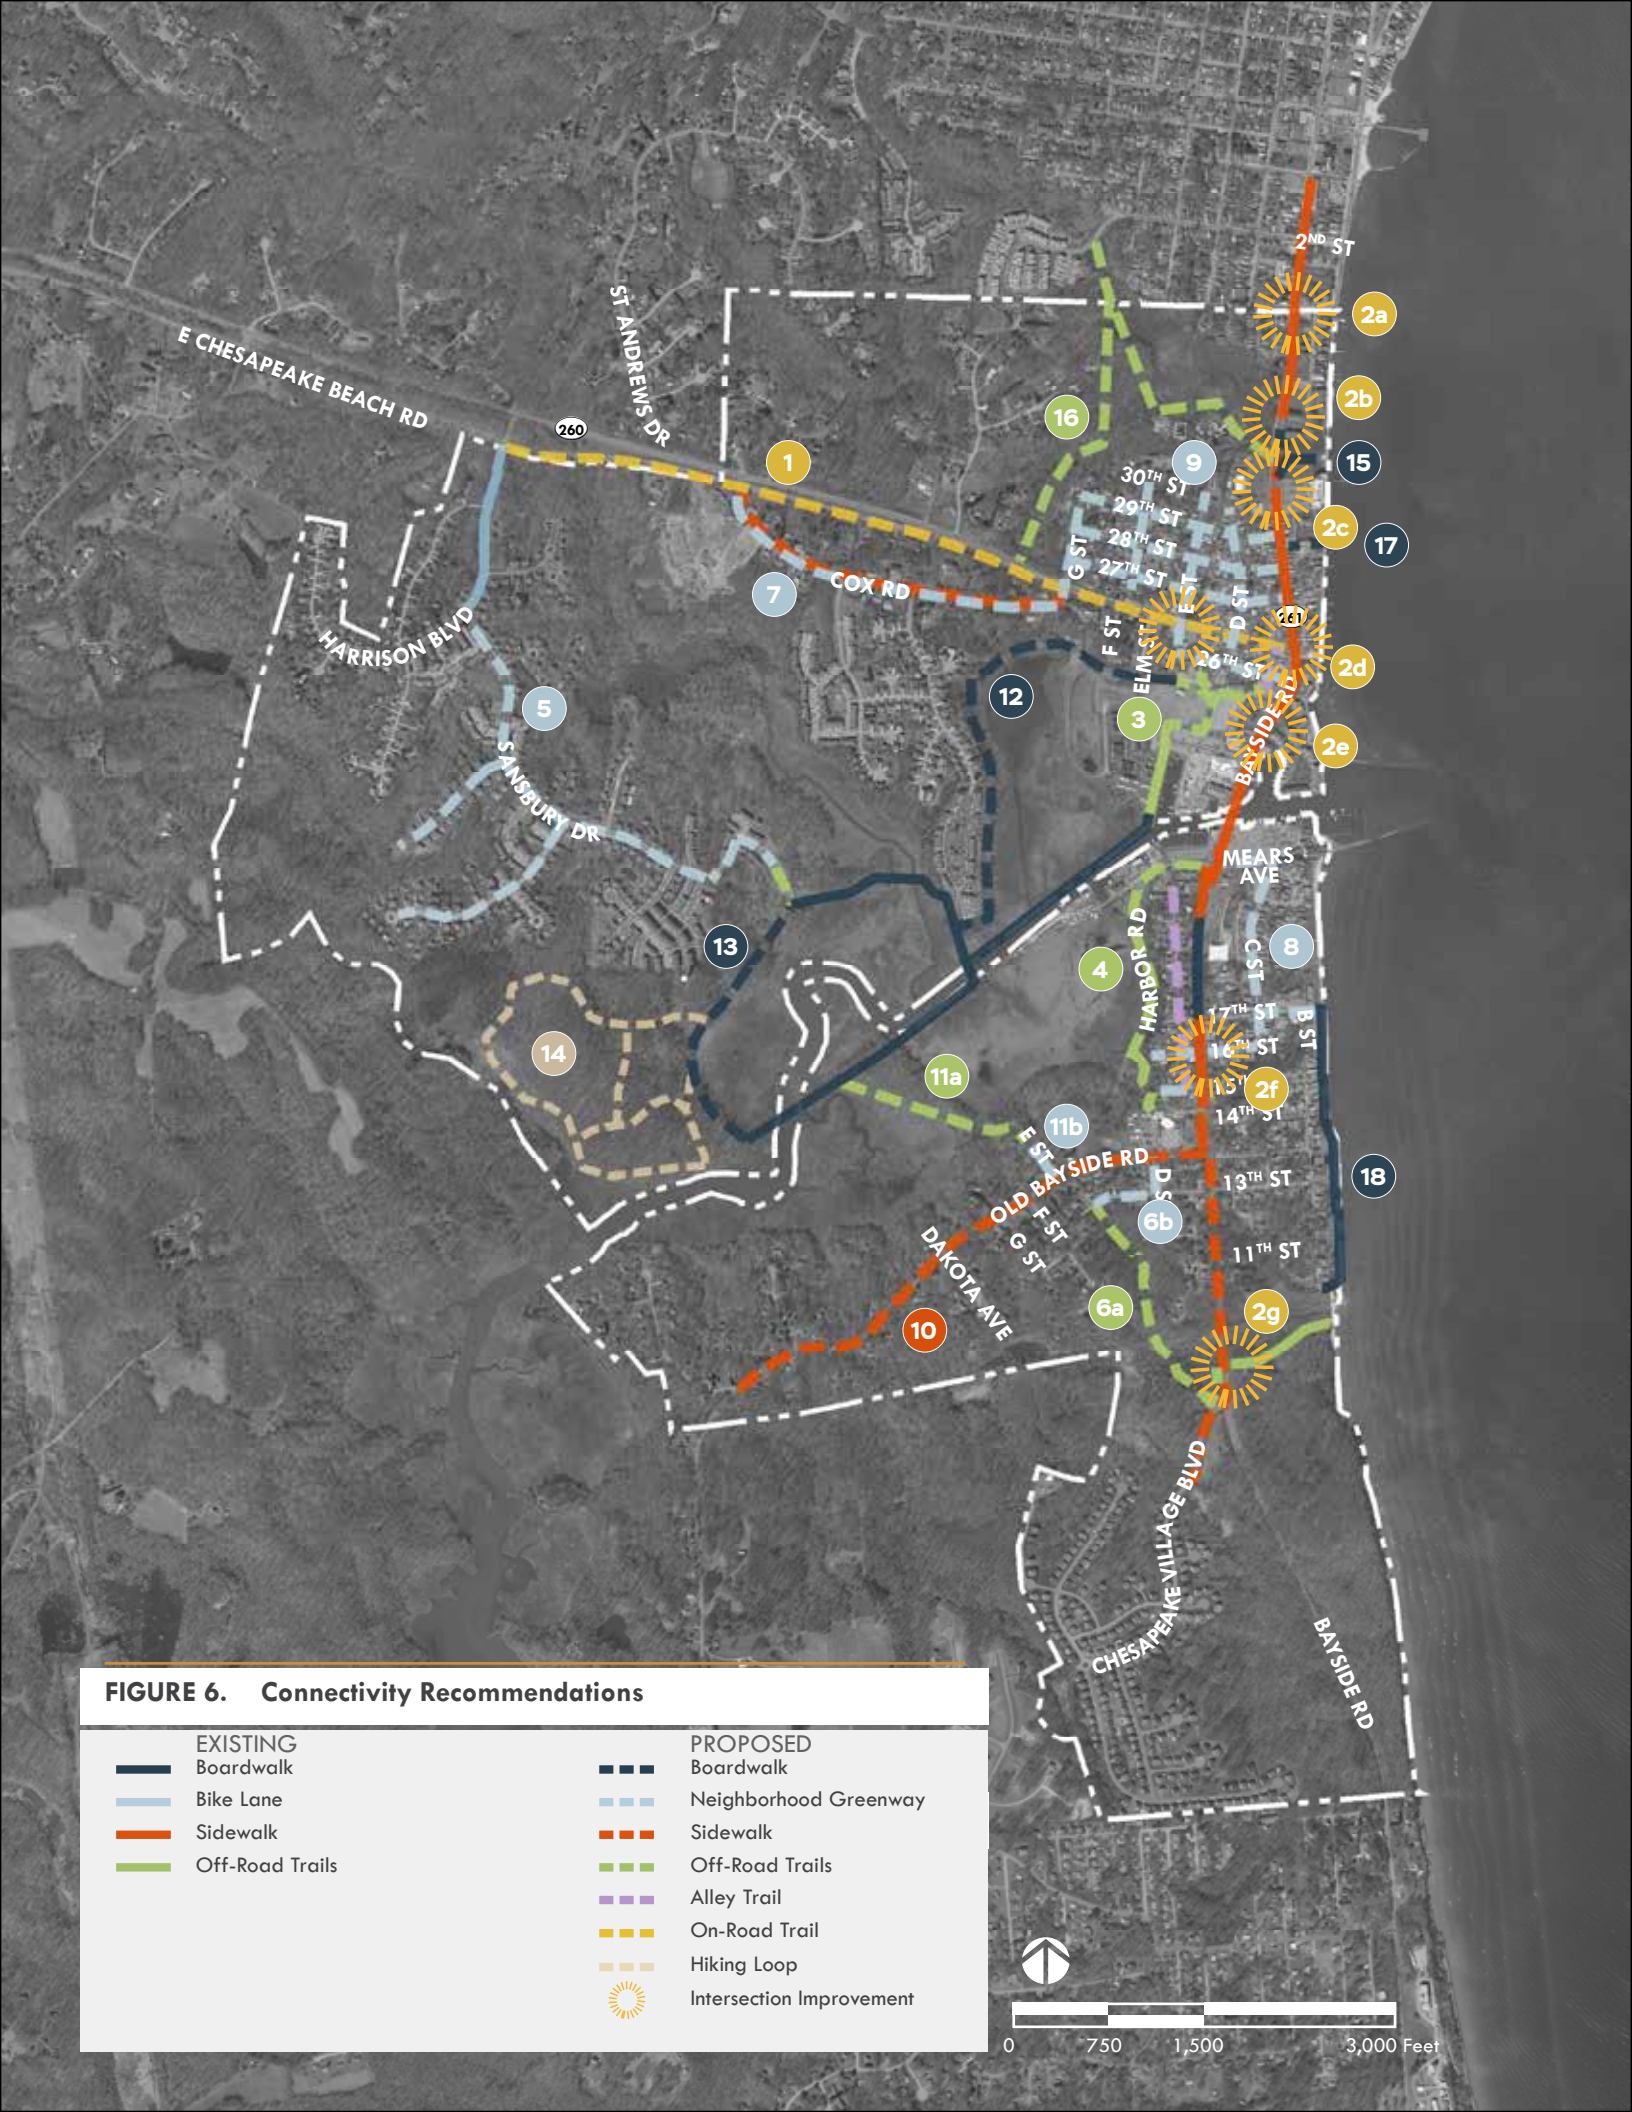 2ND ST
2a
E CHESAPEAKE BEACH RD
ST ANDREWS DR
2b
260
16
1
9
15
30TH ST
29TH ST
2c
17
28TH ST
G ST
27TH ST
7
COX RD
E ST
D ST
261
HARRISON BLVD
F ST
ELM ST
26TH ST
2d
12
5
3
BAYSIDE RD
2e
SANSBURY DR
MEARS
AVE
13
HARBOR RD
C ST
8
4
17TH ST
B ST
14
16TH ST
11a
2f
14TH ST
11b
E ST
OLD BAYSIDE RD
13TH ST
18
F ST
6b
G ST
DAKOTA AVE
11TH ST
6a
2g
10
CHESAPEAKE VILLAGE BLVD
BAYSIDE RD
FIGURE 6. Connectivity Recommendations
EXISTING
Boardwalk
Bike Lane
Sidewalk
Off-Road Trails
PROPOSED
Boardwalk
Neighborhood Greenway
Sidewalk
Off-Road Trails
Alley Trail
On-Road Trail
Hiking Loop
Intersection Improvement
0 750 1,500 3,000 Feet